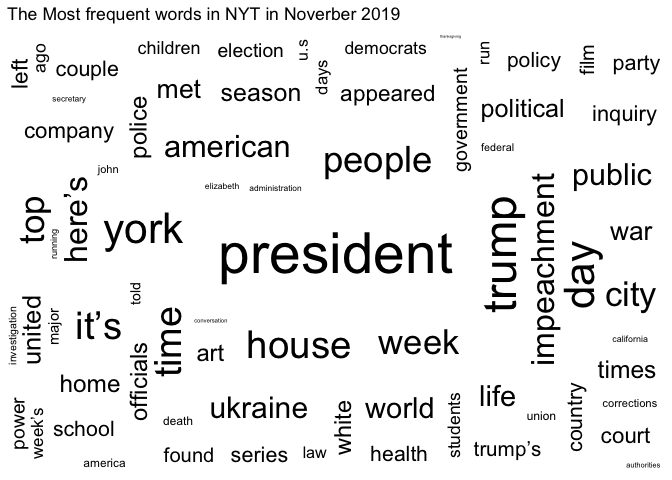 The Most frequent words in NYT in Noverber 2019
thanksgiving
left
ago
couple
children
election
u.s
days
democrats
run
policy
film
party
secretary
police
met
season
appeared
government
political
inquiry
company
american
people
federal
john
elizabeth
administration
public
top
running
here's
york
president
trump
impeachment
day
war
city
investigation
united
major
it's
told
time
conversation
art
house
week
california
times
officials
home
power
week's
school
america
death
found
ukraine
series
law
white
world
health
students
life
trump's
union
country
corrections
court
authorities